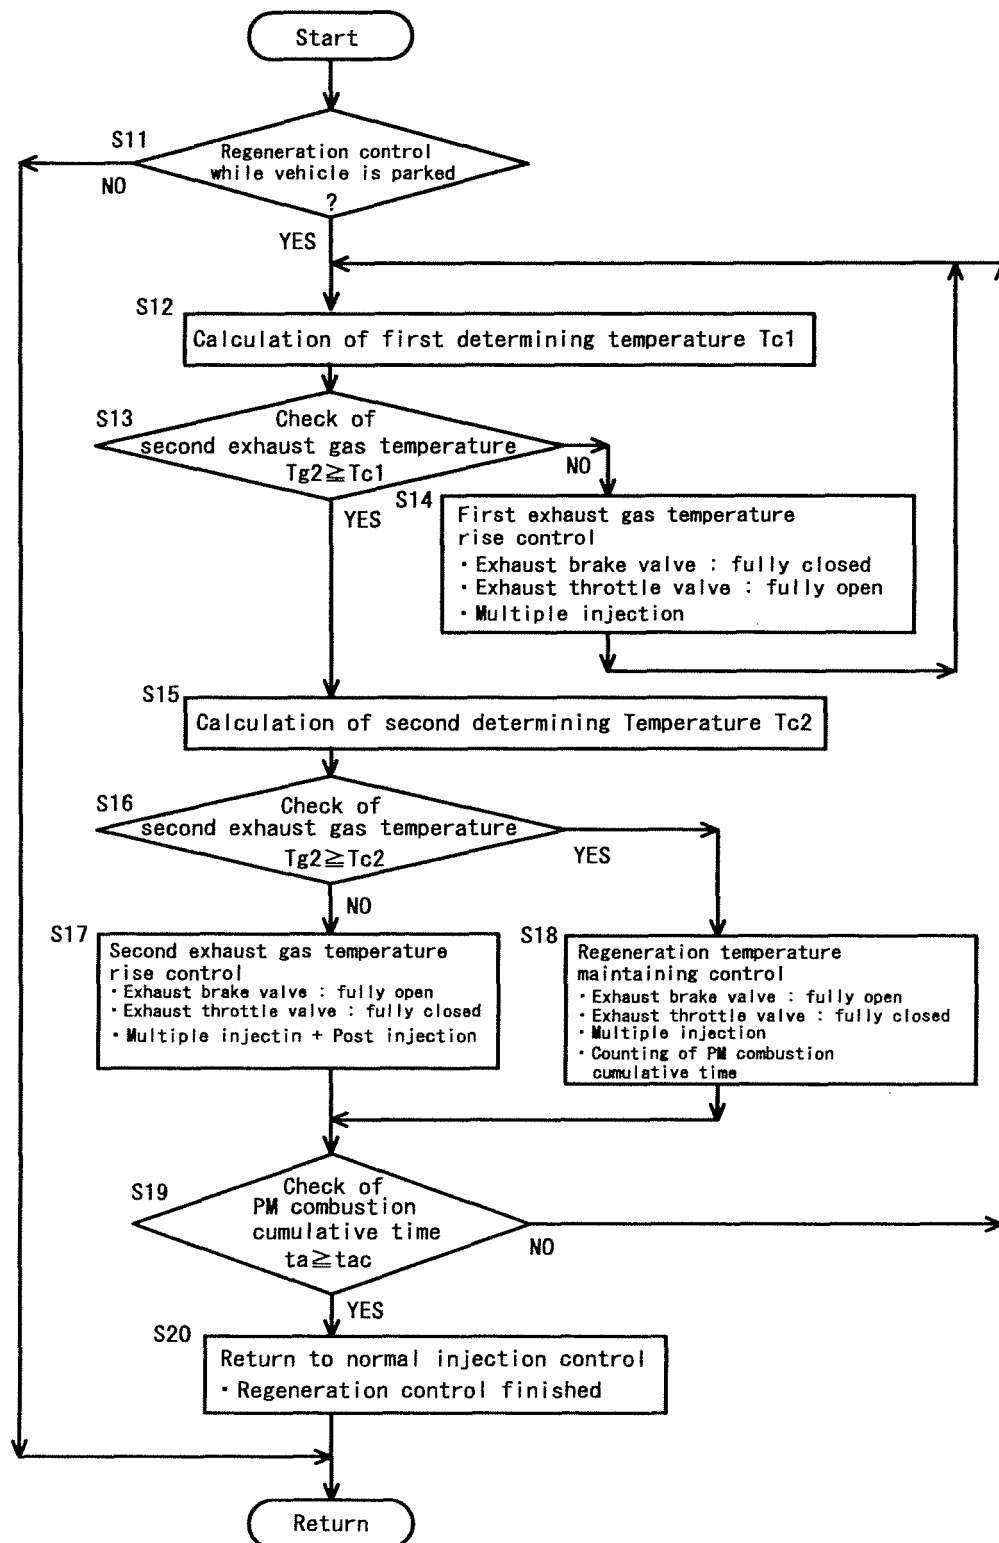 Start
S11
Regeneration control
while vehicle is parked
?
NO
YES
S12
Calculation of first determining temperature Tc1
S13
Check of
second exhaust gas temperature
Tg2≧Tc1
NO
YES
S14
First exhaust gas temperature
rise control
・Exhaust brake valve : fully closed
・Exhaust throttle valve : fully open
・Multiple injection
S15
Calculation of second determining Temperature Tc2
S16
Check of
second exhaust gas temperature
Tg2≧Tc2
YES
NO
S17
Second exhaust gas temperature
rise control
・Exhaust brake valve : fully open
・Exhaust throttle valve : fully closed
・Multiple injectin + Post injection
S18
Regeneration temperature
maintaining control
・Exhaust brake valve : fully open
・Exhaust throttle valve : fully closed
・Multiple injection
・Counting of PM combustion
cumulative time
S19
Check of
PM combustion
cumulative time
ta≧tac
NO
YES
S20
Return to normal injection control
・Regeneration control finished
Return